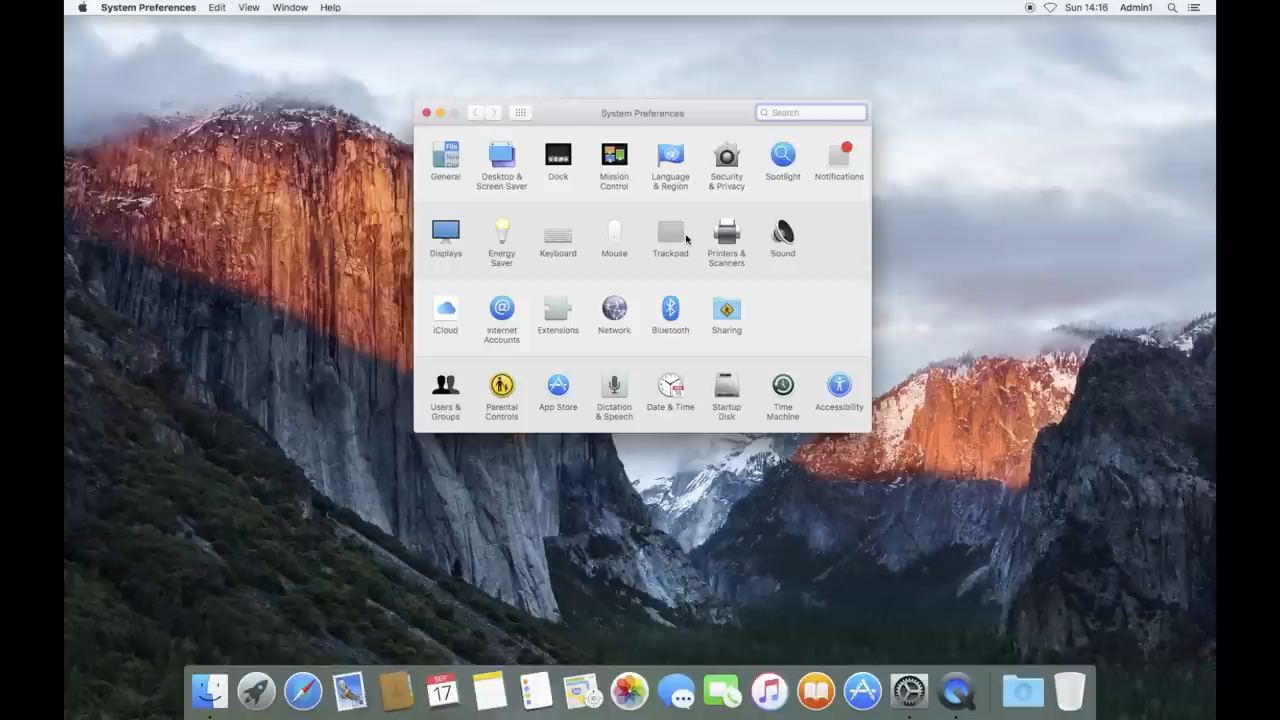 System Preferences Edit View Window Help Sun 14:16 Admin1
System Preferences Search
General Desktop & Screen Saver Dock Mission Control Language & Region Security & Privacy Spotlight Notifications
Displays Energy Saver Keyboard Mouse Trackpad Printers & Scanners Sound
iCloud Internet Accounts Extensions Network Bluetooth Sharing
Users & Groups Parental Controls App Store Dictation & Speech Date & Time Startup Disk Time Machine Accessibility
SEP
17